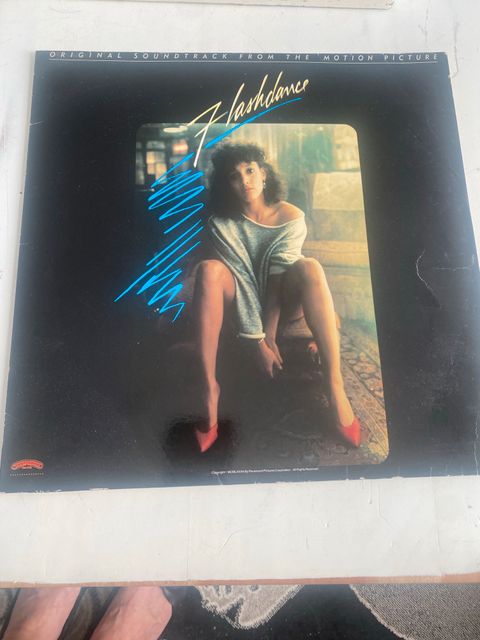 ORIGINAL SOUNDTRACK FROM THE MOTION PICTURE
Flashdance